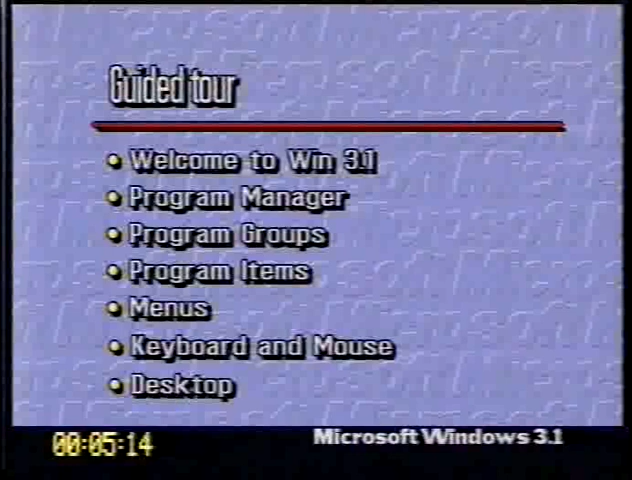 Guided tour
• Welcome to Win 3.1
• Program Manager
• Program Groups
• Program Items
• Menus
• Keyboard and Mouse
• Desktop
00:05:14
Microsoft Windows 3.1